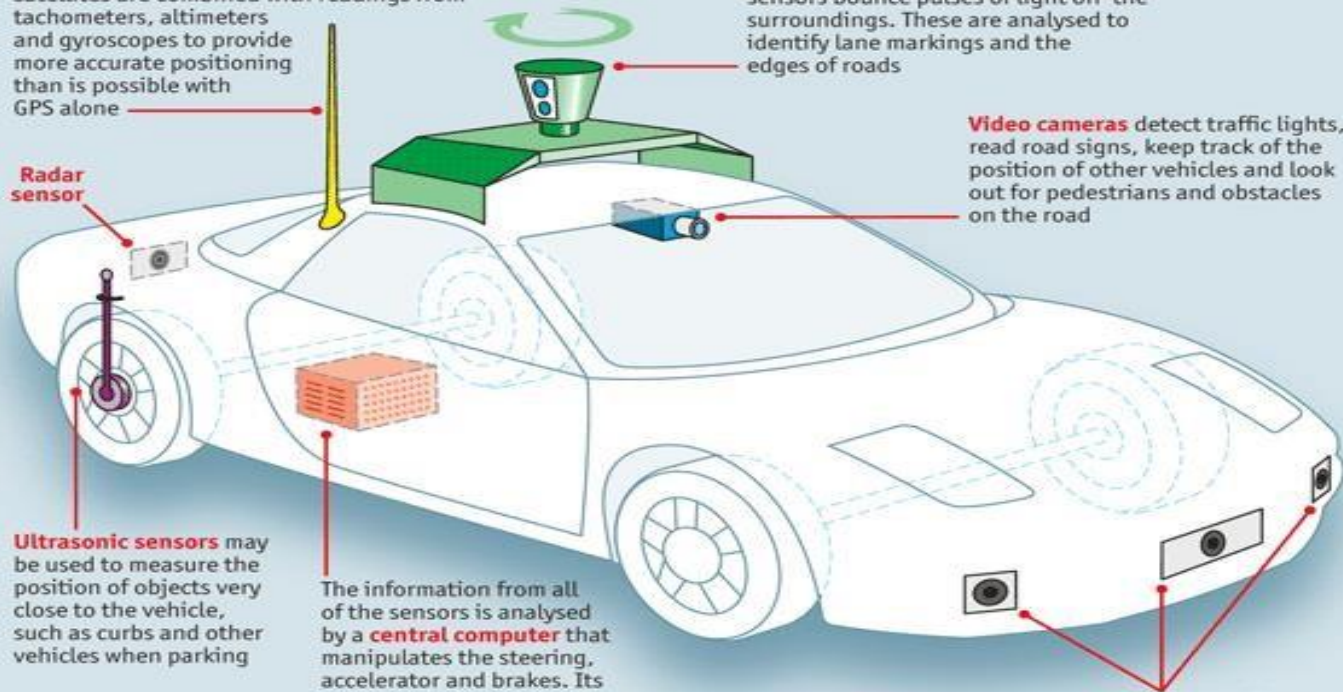 tachometers, altimeters
and gyroscopes to provide
more accurate positioning
than is possible with
GPS alone
surroundings. These are analysed to
identify lane markings and the
edges of roads
Video cameras detect traffic lights,
read road signs, keep track of the
position of other vehicles and look
out for pedestrians and obstacles
on the road
Radar
sensor
Ultrasonic sensors may
be used to measure the
position of objects very
close to the vehicle,
such as curbs and other
vehicles when parking
The information from all
of the sensors is analysed
by a central computer that
manipulates the steering,
accelerator and brakes. Its